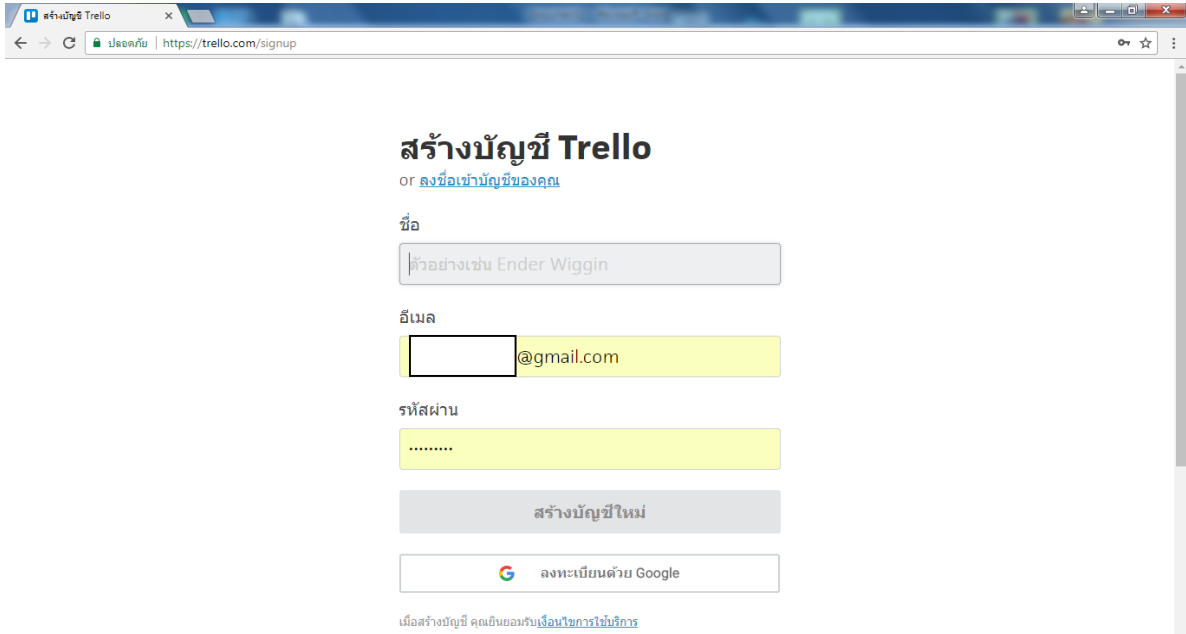 สร้างบัญชี Trello
ปลอดภัย | https://trello.com/signup
สร้างบัญชี Trello
or ลงชื่อเข้าบัญชีของคุณ
ชื่อ
ตัวอย่างเช่น Ender Wiggin
อีเมล
@gmail.com
รหัสผ่าน
•••••••••
สร้างบัญชีใหม่
ลงทะเบียนด้วย Google
เมื่อสร้างบัญชี คุณยินยอมรับเงื่อนไขการใช้บริการ